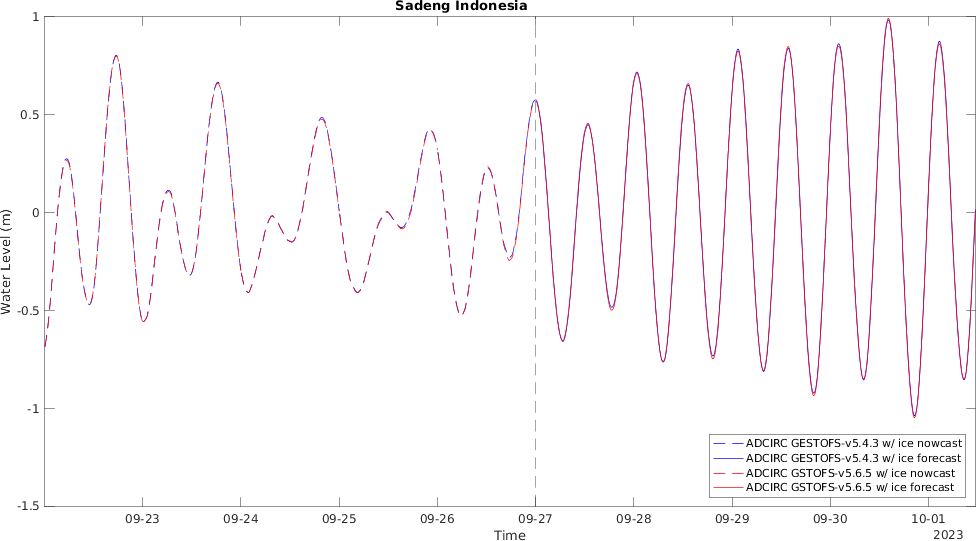 Sadeng Indonesia
1
0.5
0
-0.5
-1
-1.5
Water Level (m)
ADCIRC GESTOFS-v5.4.3 w/ ice nowcast
ADCIRC GESTOFS-v5.4.3 w/ ice forecast
ADCIRC GSTOFS-v5.6.5 w/ ice nowcast
ADCIRC GSTOFS-v5.6.5 w/ ice forecast
09-23 09-24 09-25 09-26 09-27 09-28 09-29 09-30 10-01
Time
2023